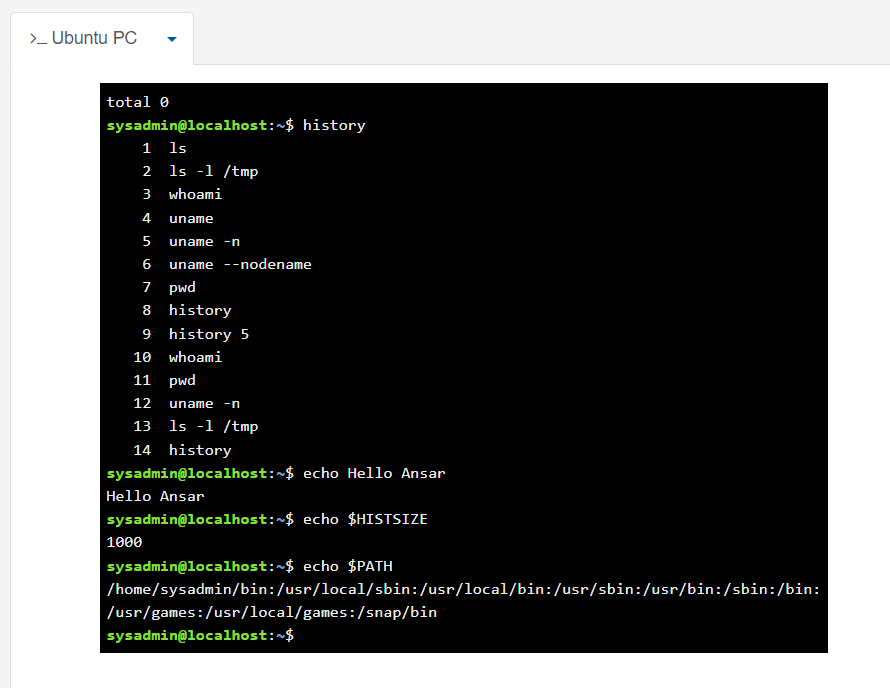 >_ Ubuntu PC
total 0
sysadmin@localhost:~$ history
1 ls
2 ls -l /tmp
3 whoami
4 uname
5 uname -n
6 uname --nodename
7 pwd
8 history
9 history 5
10 whoami
11 pwd
12 uname -n
13 ls -l /tmp
14 history
sysadmin@localhost:~$ echo Hello Ansar
Hello Ansar
sysadmin@localhost:~$ echo $HISTSIZE
1000
sysadmin@localhost:~$ echo $PATH
/home/sysadmin/bin:/usr/local/sbin:/usr/local/bin:/usr/sbin:/usr/bin:/sbin:/bin:
/usr/games:/usr/local/games:/snap/bin
sysadmin@localhost:~$